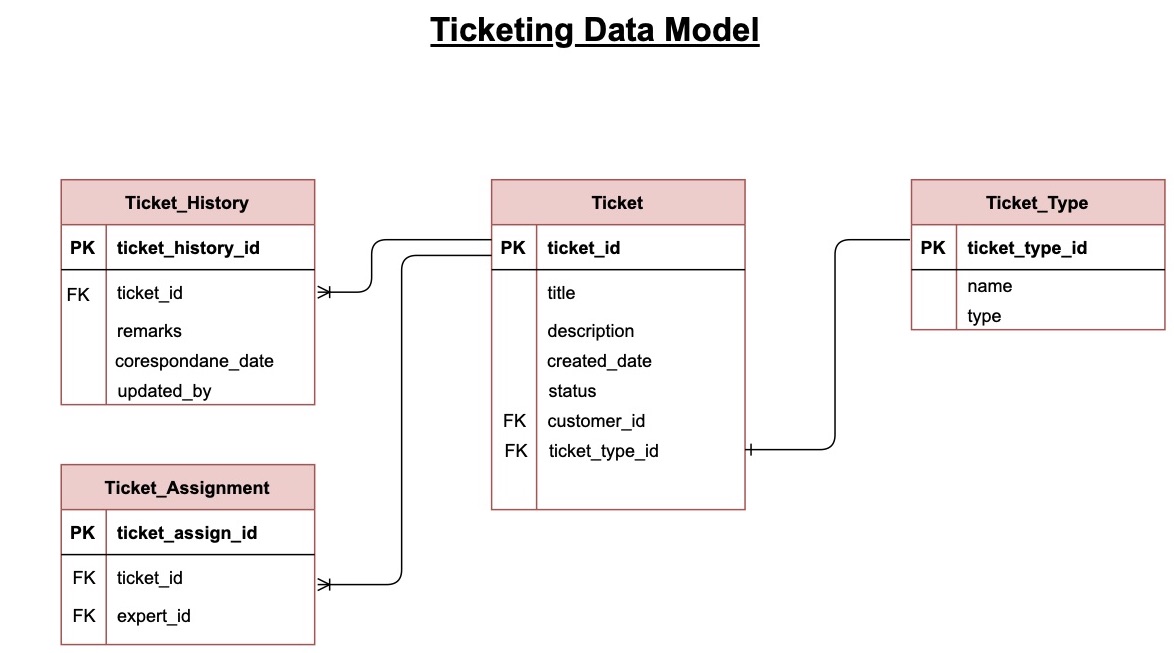 Ticketing Data Model
Ticket_History
PK ticket_history_id
FK ticket_id
remarks
corespondane_date
updated_by
Ticket_Assignment
PK ticket_assign_id
FK ticket_id
FK expert_id
Ticket
PK ticket_id
title
description
created_date
status
FK customer_id
FK ticket_type_id
Ticket_Type
PK ticket_type_id
name
type